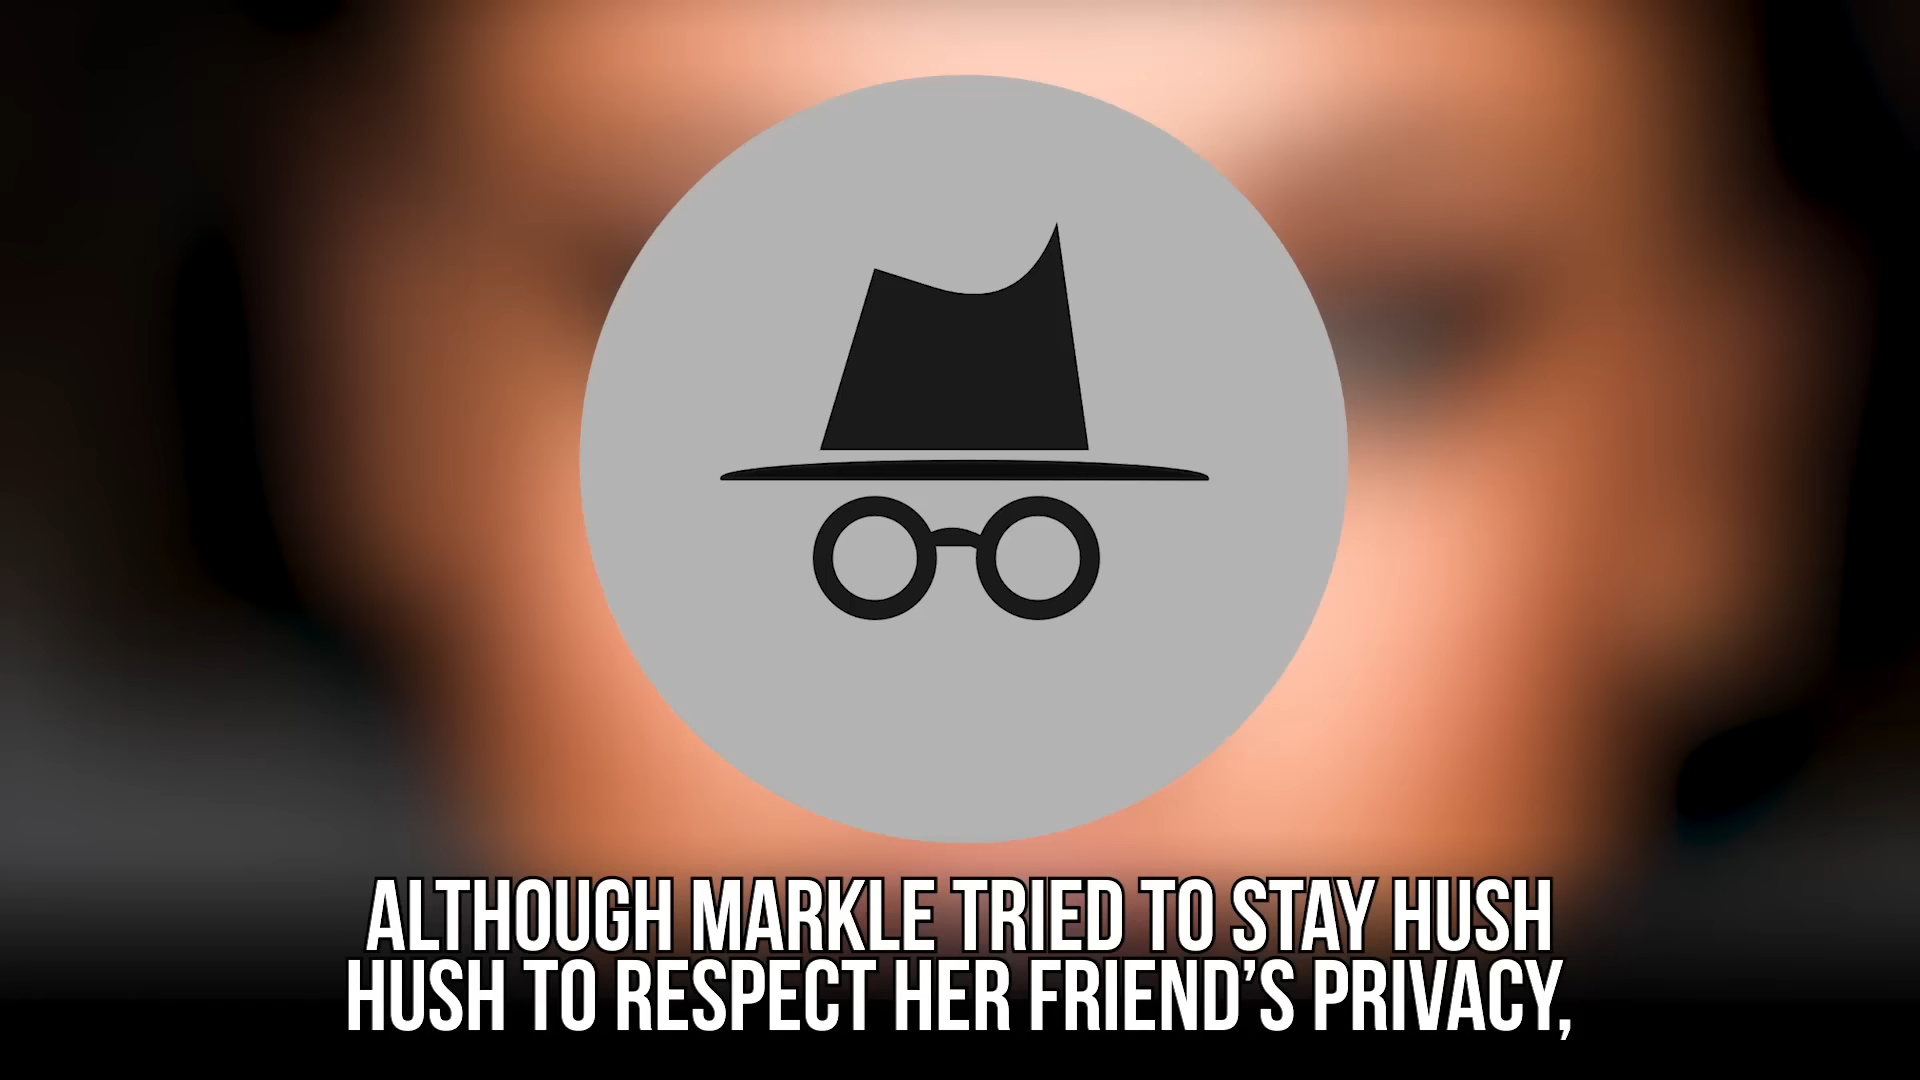 ALTHOUGH MARKLE TRIED TO STAY HUSH
HUSH TO RESPECT HER FRIEND’S PRIVACY,